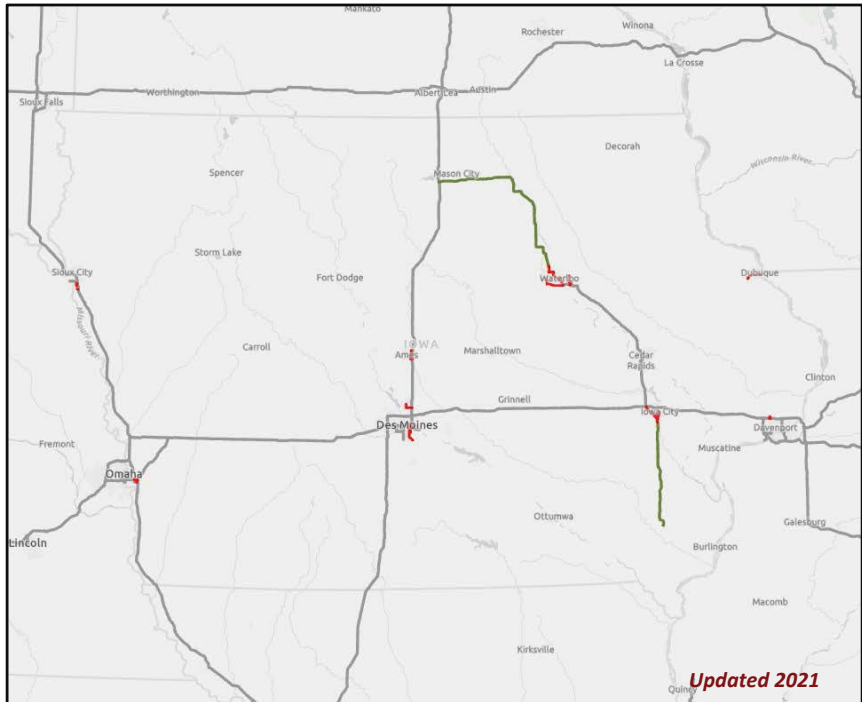 Mankato
Winona
Rochester
La Crosse
Worthington
Albert Lea
Austin
Sioux Falls
Decorah
Wisconsin River
Spencer
Mason City
Storm Lake
Sioux City
Fort Dodge
Waterloo
Dubuque
Missouri River
IOWA
Carroll
Ames
Marshalltown
Cedar
Rapids
Clinton
Grinnell
Iowa City
Des Moines
Davenport
Fremont
Muscatine
Omaha
Ottumwa
Galesburg
Lincoln
Burlington
Macomb
Kirksville
Quincy
Updated 2021